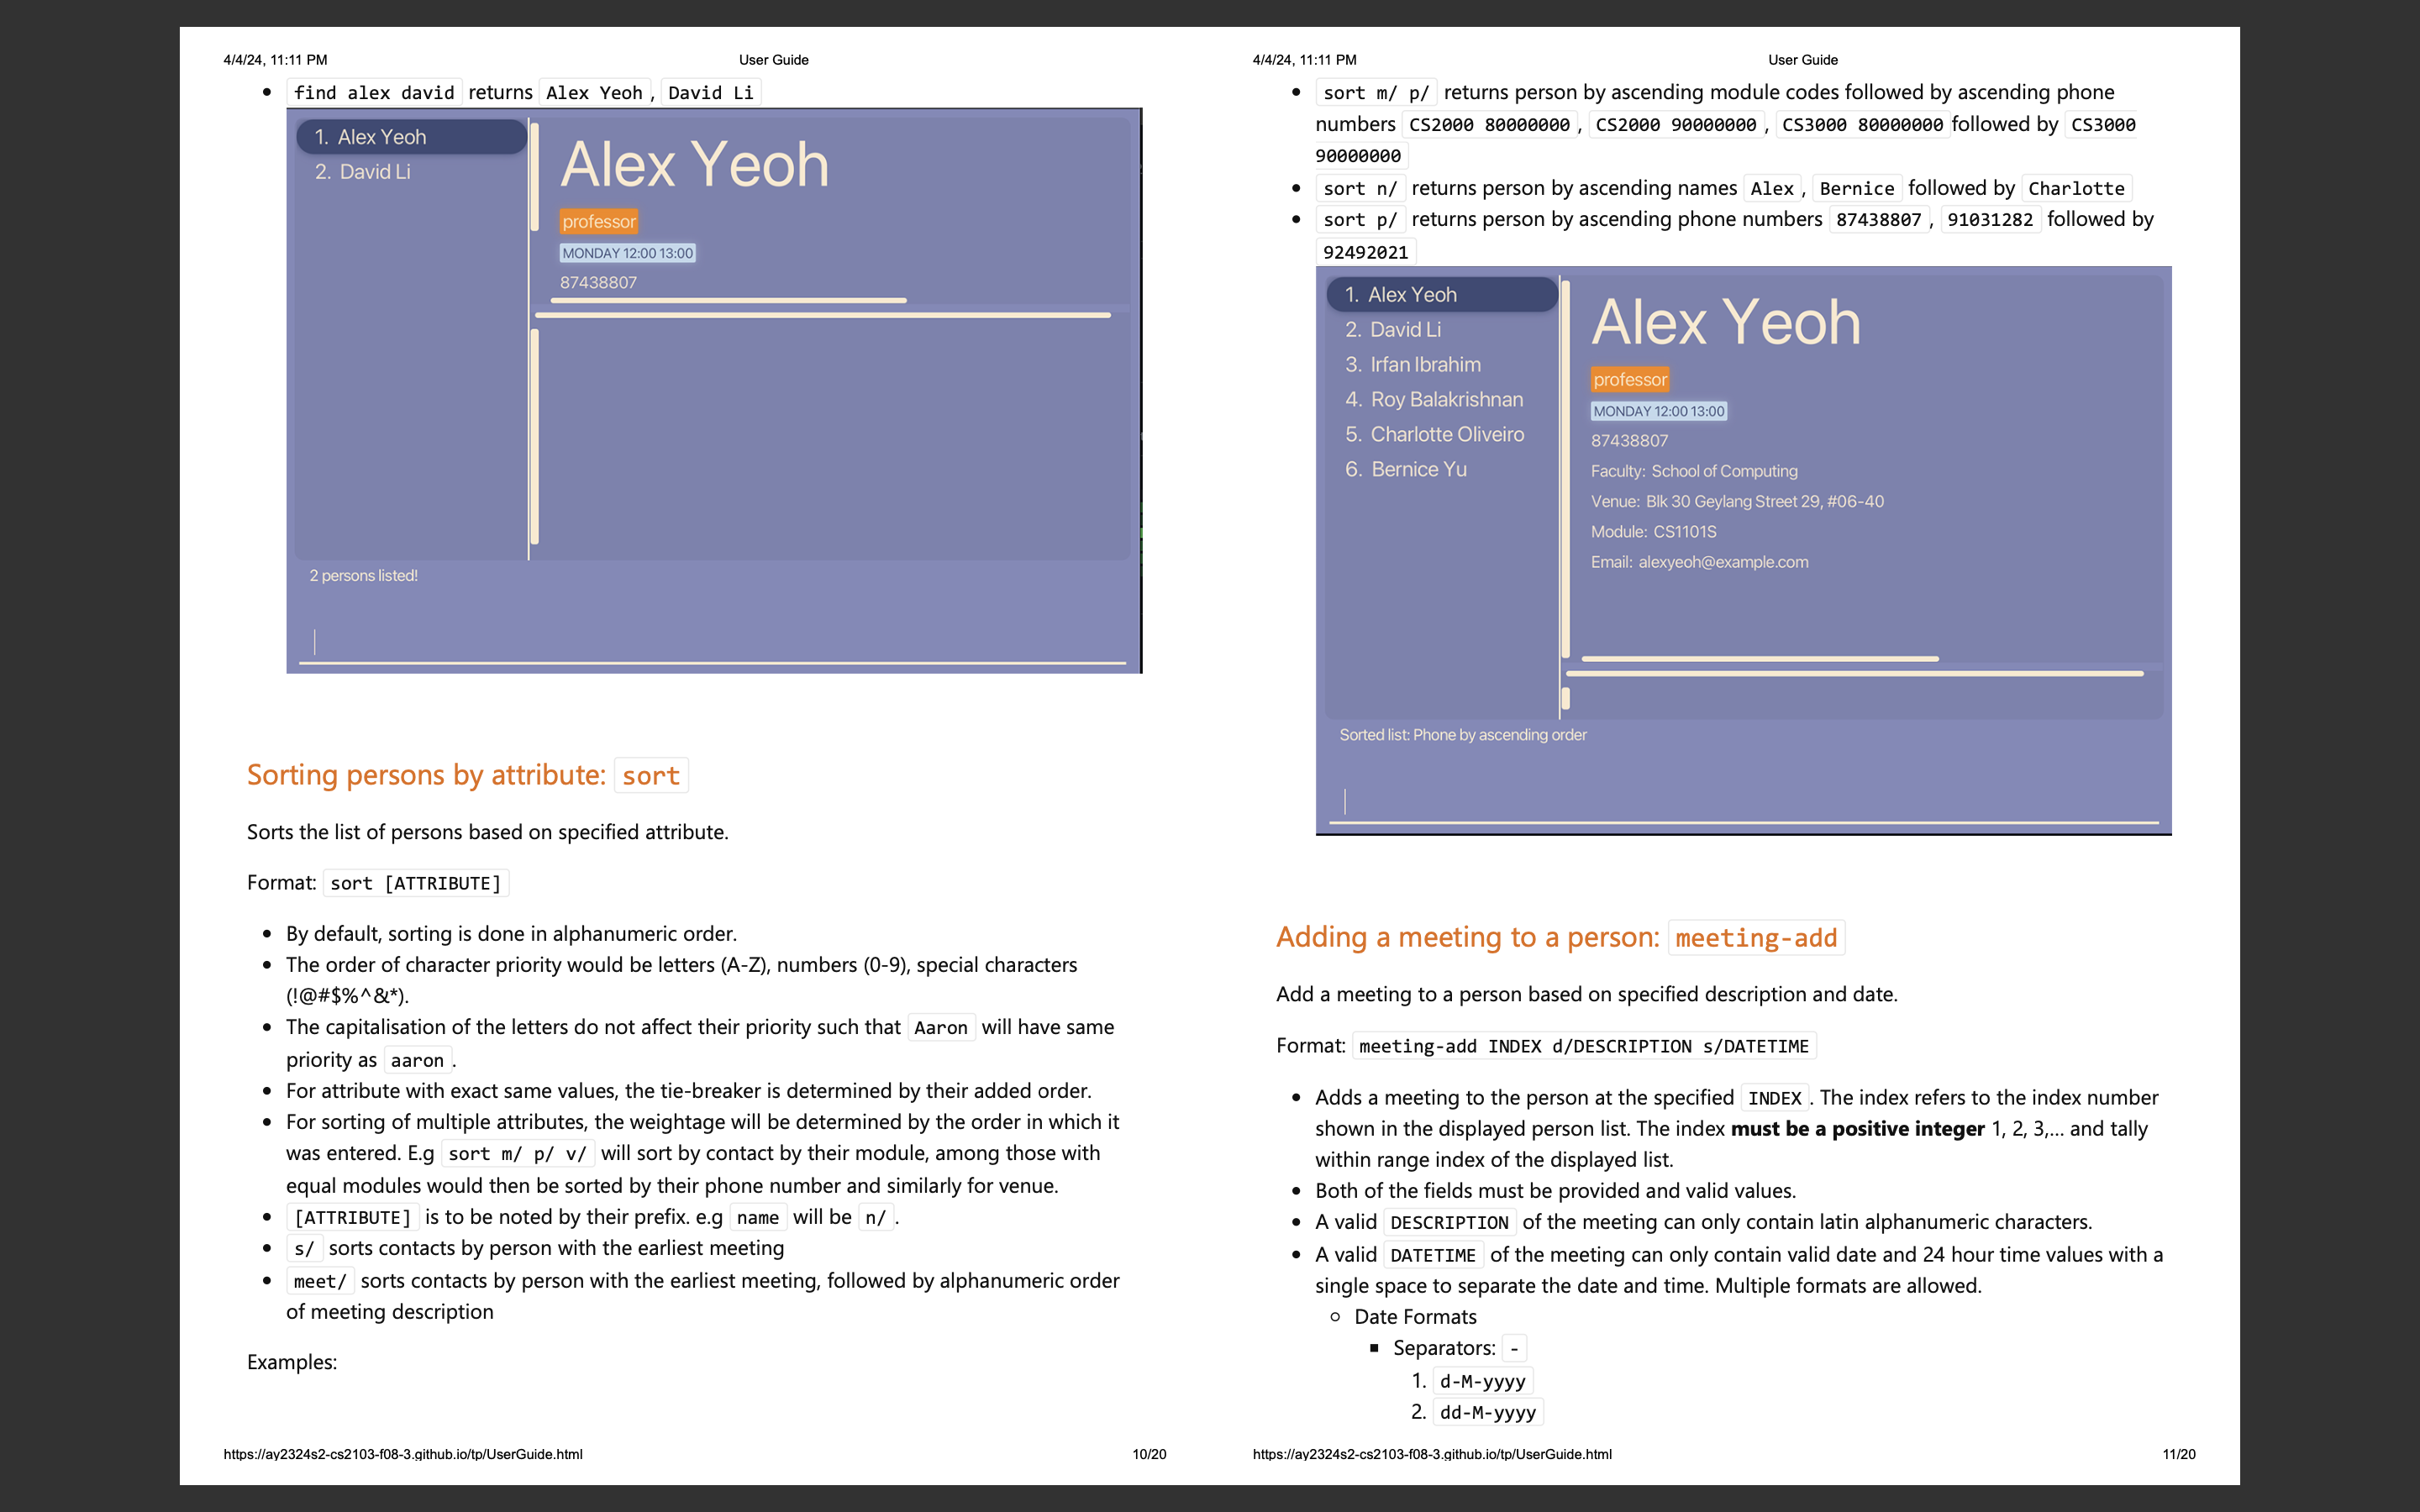 4/4/24, 11:11 PM User Guide
• find alex david returns Alex Yeoh, David Li
1. Alex Yeoh
2. David Li
Alex Yeoh
professor
MONDAY 12:00 13:00
87438807
2 persons listed!
Sorting persons by attribute: sort
Sorts the list of persons based on specified attribute.
Format: sort [ATTRIBUTE]
• By default, sorting is done in alphanumeric order.
• The order of character priority would be letters (A-Z), numbers (0-9), special characters
(!@#$%^&*).
• The capitalisation of the letters do not affect their priority such that Aaron will have same
priority as aaron.
• For attribute with exact same values, the tie-breaker is determined by their added order.
• For sorting of multiple attributes, the weightage will be determined by the order in which it
was entered. E.g sort m/ p/ v/ will sort by contact by their module, among those with
equal modules would then be sorted by their phone number and similarly for venue.
• [ATTRIBUTE] is to be noted by their prefix. e.g name will be n/.
• s/ sorts contacts by person with the earliest meeting
• meet/ sorts contacts by person with the earliest meeting, followed by alphanumeric order
of meeting description
Examples:
https://ay2324s2-cs2103-f08-3.github.io/tp/UserGuide.html 10/20
4/4/24, 11:11 PM User Guide
• sort m/ p/ returns person by ascending module codes followed by ascending phone
numbers CS2000 80000000, CS2000 90000000, CS3000 80000000 followed by CS3000
90000000
• sort n/ returns person by ascending names Alex, Bernice followed by Charlotte
• sort p/ returns person by ascending phone numbers 87438807, 91031282 followed by
92492021
1. Alex Yeoh
2. David Li
3. Irfan Ibrahim
4. Roy Balakrishnan
5. Charlotte Oliveiro
6. Bernice Yu
Alex Yeoh
professor
MONDAY 12:00 13:00
87438807
Faculty: School of Computing
Venue: Blk 30 Geylang Street 29, #06-40
Module: CS1101S
Email: alexyeoh@example.com
Sorted list: Phone by ascending order
Adding a meeting to a person: meeting-add
Add a meeting to a person based on specified description and date.
Format: meeting-add INDEX d/DESCRIPTION s/DATETIME
• Adds a meeting to the person at the specified INDEX. The index refers to the index number
shown in the displayed person list. The index must be a positive integer 1, 2, 3,... and tally
within range index of the displayed list.
• Both of the fields must be provided and valid values.
• A valid DESCRIPTION of the meeting can only contain latin alphanumeric characters.
• A valid DATETIME of the meeting can only contain valid date and 24 hour time values with a
single space to separate the date and time. Multiple formats are allowed.
○ Date Formats
■ Separators: -
1. d-M-yyyy
2. dd-M-yyyy
https://ay2324s2-cs2103-f08-3.github.io/tp/UserGuide.html 11/20